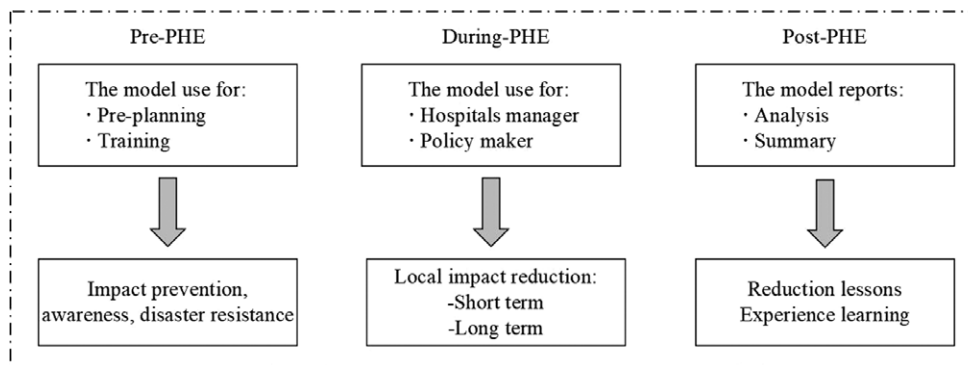 Pre-PHE
The model use for:
· Pre-planning
· Training
Impact prevention,
awareness, disaster resistance
During-PHE
The model use for:
· Hospitals manager
· Policy maker
Local impact reduction:
-Short term
-Long term
Post-PHE
The model reports:
· Analysis
· Summary
Reduction lessons
Experience learning